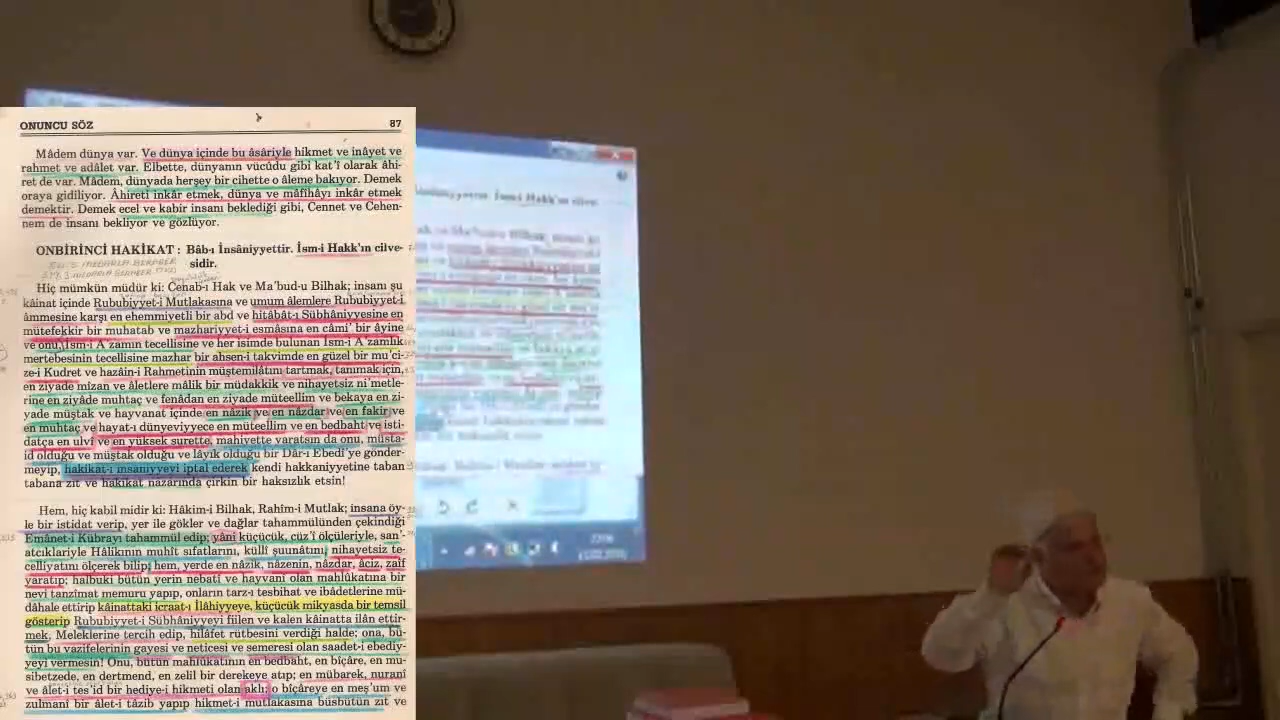 ONUNCU SÖZ 87
Mâdem dünya var. Ve dünya içinde bu âsâriyle hikmet ve inâyet ve
rahmet ve adâlet var. Elbette, dünyanın vücûdu gibi kat'î olarak âhi-
ret de var. Mâdem, dünyada herşey bir cihette o âleme bakıyor. Demek
oraya gidiliyor. Âhireti inkâr etmek, dünya ve mâfîhâyı inkâr etmek
demektir. Demek ecel ve kabir insanı beklediği gibi, Cennet ve Cehen-
nem de insanı bekliyor ve gözlüyor.
ONBİRİNCİ HAKİKAT : Bâb-ı İnsâniyyettir. İsm-i Hakk'ın cilve-
sidir.
Hiç mümkün müdür ki: Cenab-ı Hak ve Ma'bud-u Bilhak; insanı şu
kâinat içinde Rububiyyet-i Mutlakasına ve umum âlemlere Rububiyyet-i
âmmesine karşı en ehemmiyetli bir abd ve hitâbât-ı Sübhâniyyesine en
mütefekkir bir muhatab ve mazhariyyet-i esmâsına en câmi' bir âyine
ve onu, İsm-i A'zamın tecellisine ve her isimde bulunan İsm-i A'zamlık
mertebesinin tecellisine mazhar bir ahsen-i takvimde en güzel bir mu'ci-
ze-i Kudret ve hazâin-i Rahmetinin müştemilâtını tartmak, tanımak için,
en ziyade mizan ve âletlere mâlik bir müdakkik ve nihayetsiz ni'metle-
rine en ziyâde muhtaç ve fenâdan en ziyade müteellim ve bekaya en zi-
yade müştak ve hayvanat içinde en nâzik ve en nâzdar ve en fakir ve
en muhtaç ve hayat-ı dünyeviyyece en müteellim ve en bedbaht ve isti-
datça en ulvî ve en yüksek surette, mahiyette yaratsın da onu, müsta-
id olduğu ve müştak olduğu ve lâyık olduğu bir Dâr-ı Ebedî'ye gönder-
meyip, hakikat-ı insaniyyeyi iptal ederek kendi hakkaniyyetine taban
tabana zıt ve hakikat nazarında çirkin bir haksızlık etsin!
Hem, hiç kabil midir ki: Hâkim-i Bilhak, Rahîm-i Mutlak; insana öy-
le bir istidat verip, yer ile gökler ve dağlar tahammülünden çekindiği
Emânet-i Kübrayı tahammül edip; yâni küçücük, cüz'î ölçüleriyle, san'-
atcıklariyle Hâlikının muhît sıfatlarını, küllî şuunâtını, nihayetsiz te-
celliyatını ölçerek bilip; hem, yerde en nâzik, nâzenin, nâzdar, âciz, zaîf
yaratıp; halbuki bütün yerin nebatî ve hayvanî olan mahlûkatına bir
nevi tanzîmat memuru yapıp, onların tarz-ı tesbihat ve ibâdetlerine mü-
dâhale ettirip kâinattaki icraat-ı İlâhiyyeye, küçücük mikyasda bir temsil
gösterip Rububiyyet-i Sübhâniyyeyi fiilen ve kalen kâinatta ilân ettir-
mek, Meleklerine tercih edip, hilâfet rütbesini verdiği halde; ona, bü-
tün bu vazifelerinin gayesi ve neticesi ve semeresi olan saadet-i ebediy-
yeyi vermesin! Onu, bütün mahlûkatının en bedbaht, en bîçâre, en mu-
sibetzede, en dertmend, en zelil bir derekeye atıp; en mübarek, nuranî
ve âlet-i tes'id bir hediye-i hikmeti olan aklı; o bîçâreye en meş'um ve
zulmanî bir âlet-i tâzib yapıp hikmet-i mutlakasına büsbütün zıt ve